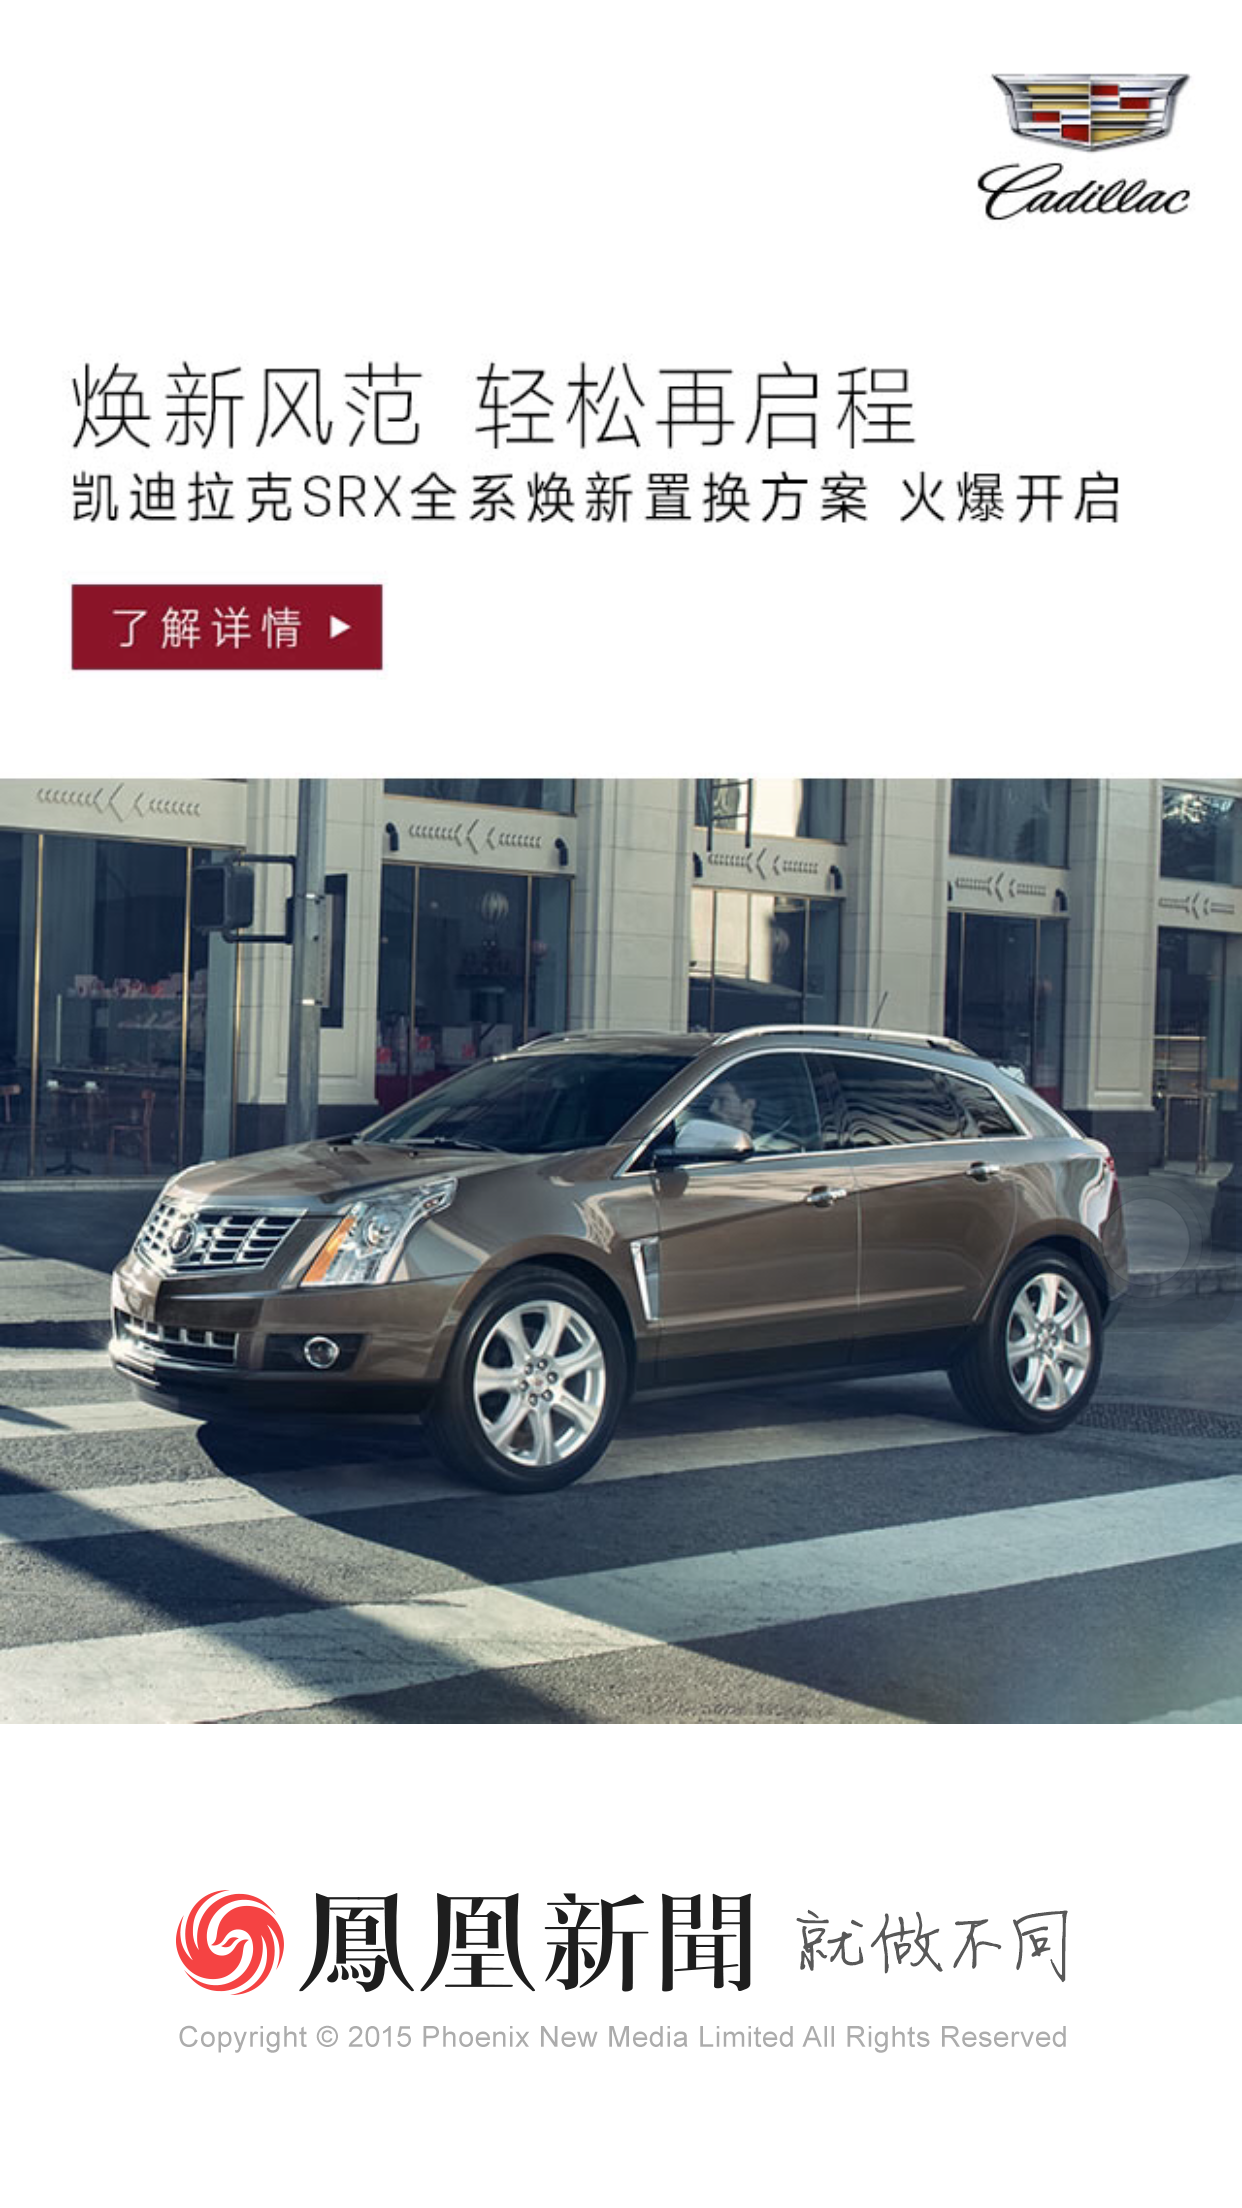 Cadillac
焕新风范 轻松再启程
凯迪拉克SRX全系焕新置换方案 火爆开启
了解详情
鳳凰新聞 就做不同
Copyright © 2015 Phoenix New Media Limited All Rights Reserved